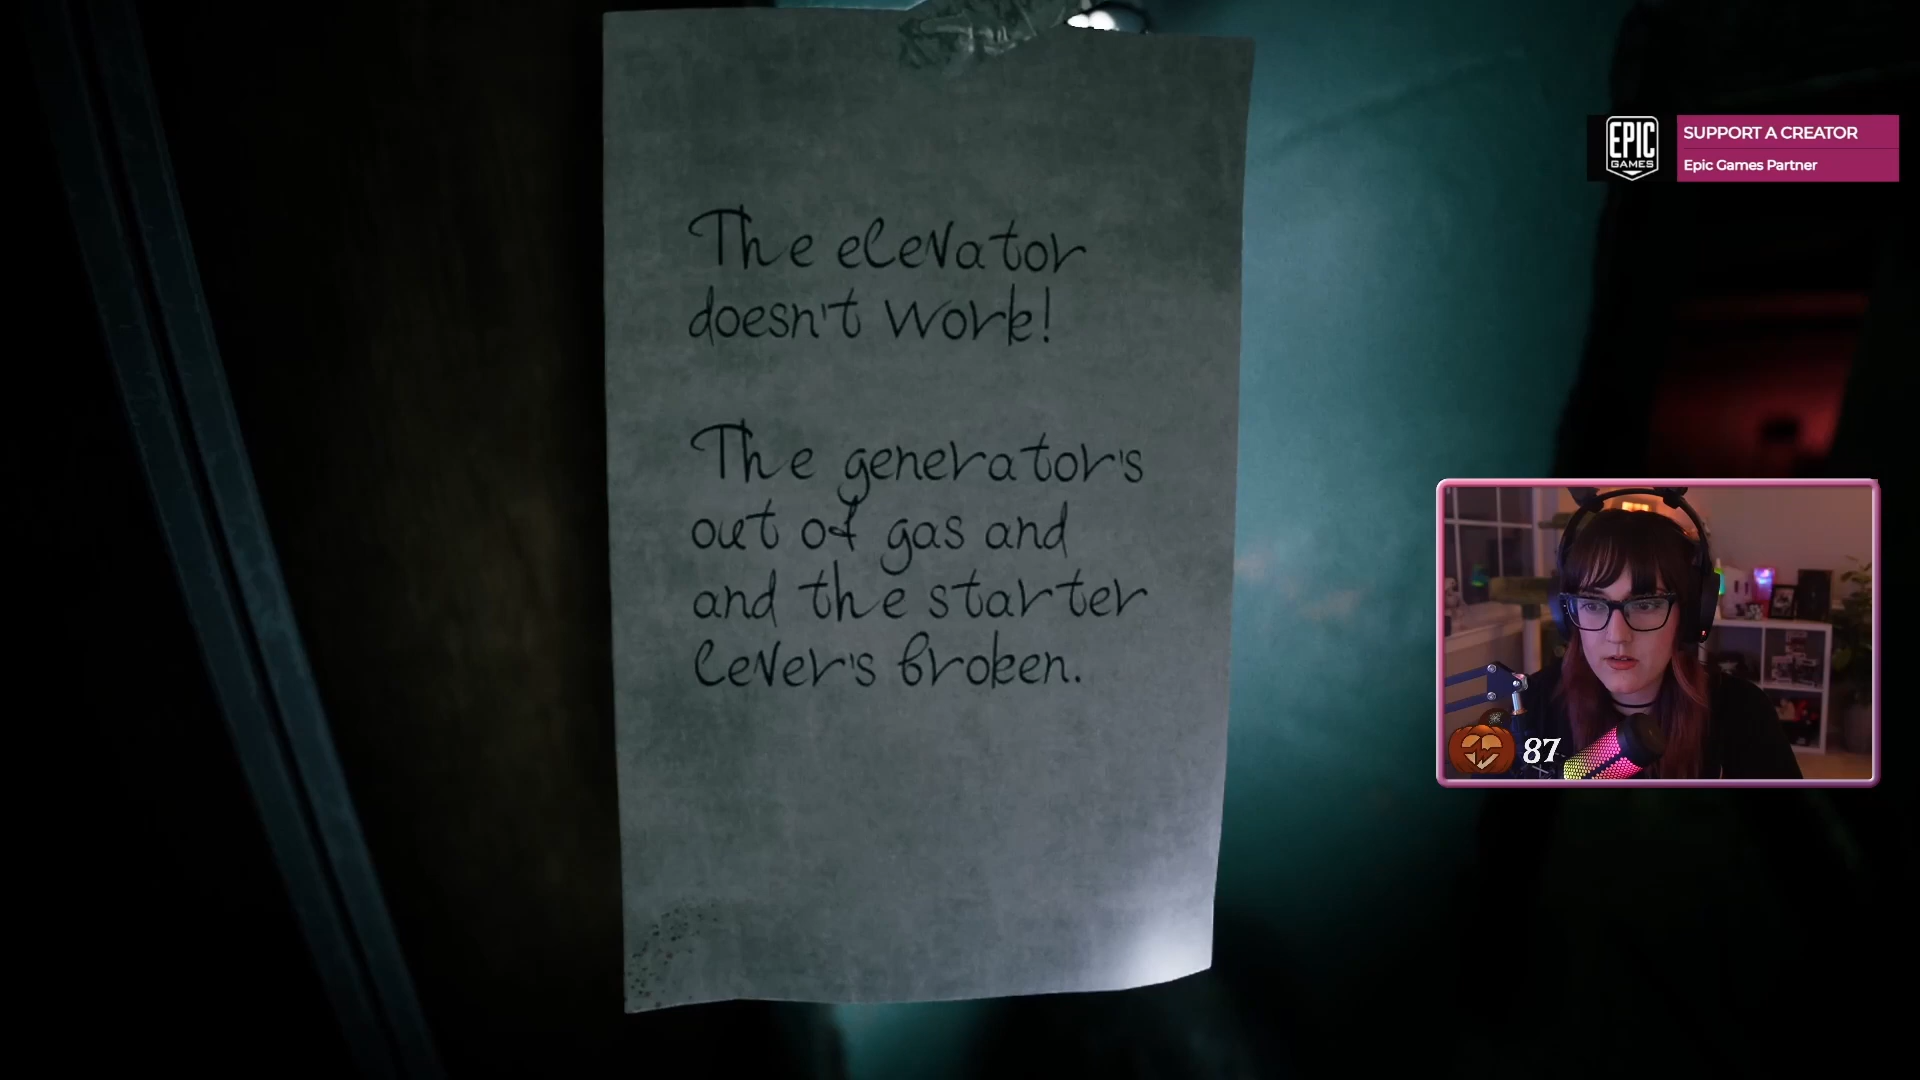 The elevator
doesn't work!
The generator's
out of gas and
and the starter
lever's broken.
EPIC
GAMES
SUPPORT A CREATOR
Epic Games Partner
87